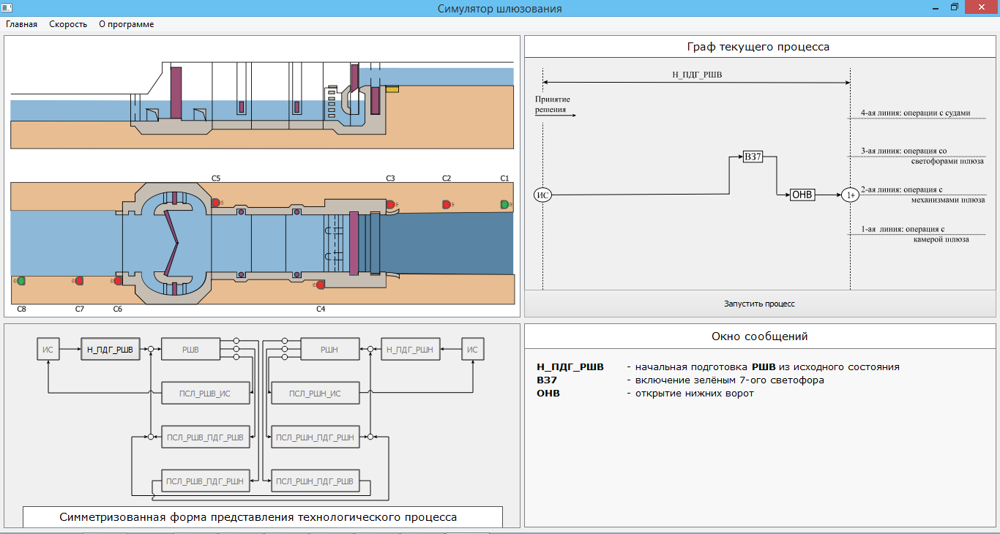 Симулятор шлюзования
Главная Скорость О программе
C5 C3 C2 C1
C8 C7 C6 C4
Граф текущего процесса
Н_ПДГ_РШВ
Принятие
решения
4-ая линия: операции с судами
3-ая линия: операция со
светофорами шлюза
2-ая линия: операция с
механизмами шлюза
1-ая линия: операция с
камерой шлюза
ИС
ВЗ7
ОНВ
1+
Запустить процесс
ИС Н_ПДГ_РШВ РШВ РШН Н_ПДГ_РШН ИС
ПСЛ_РШВ_ИС ПСЛ_РШН_ИС
ПСЛ_РШВ_ПДГ_РШВ ПСЛ_РШН_ПДГ_РШН
ПСЛ_РШВ_ПДГ_РШН ПСЛ_РШН_ПДГ_РШВ
Симметризованная форма представления технологического процесса
Окно сообщений
Н_ПДГ_РШВ - начальная подготовка РШВ из исходного состояния
ВЗ7 - включение зелёным 7-ого светофора
ОНВ - открытие нижних ворот